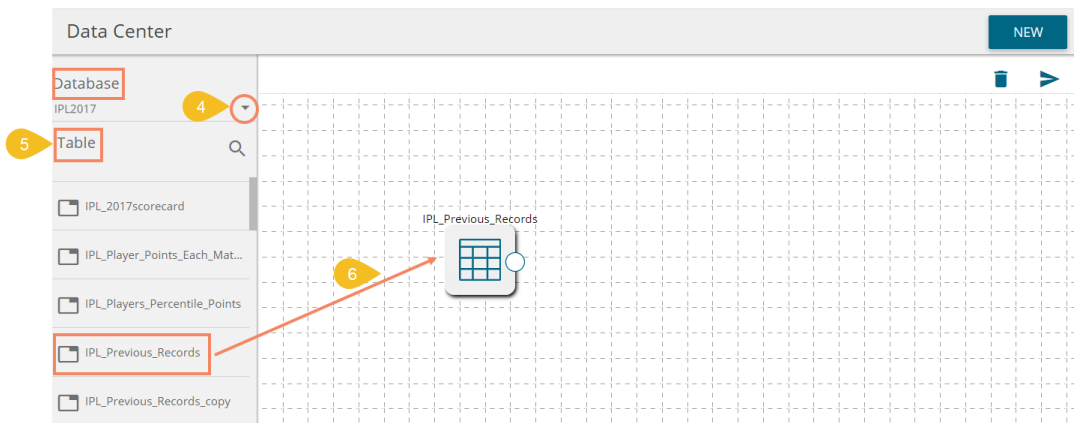 Data Center
NEW
Database
IPL2017
4
5
Table
IPL_2017scorecard
IPL_Previous_Records
IPL_Player_Points_Each_Mat...
6
IPL_Players_Percentile_Points
IPL_Previous_Records
IPL_Previous_Records_copy